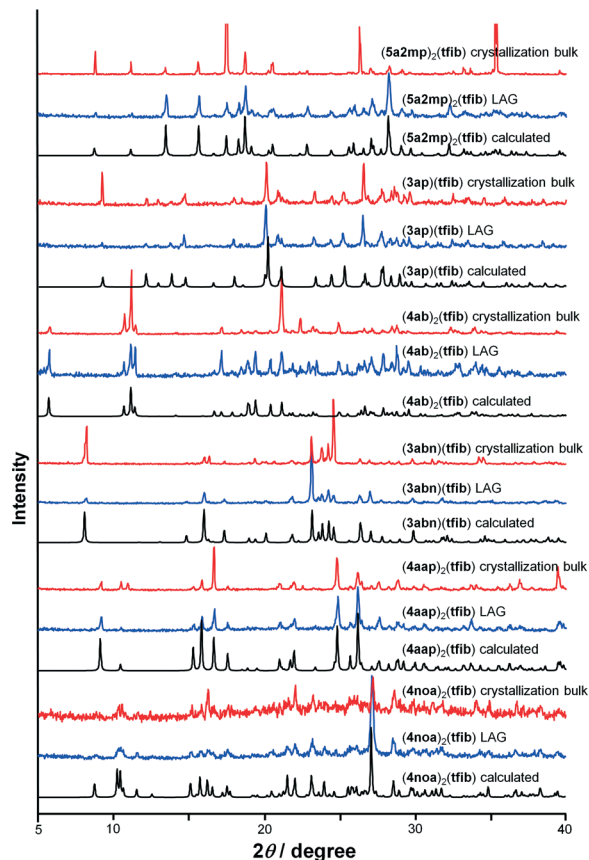 (5a2mp)₂(tfib) crystallization bulk
(5a2mp)₂(tfib) LAG
(5a2mp)₂(tfib) calculated
(3ap)(tfib) crystallization bulk
(3ap)(tfib) LAG
(3ap)(tfib) calculated
(4ab)₂(tfib) crystallization bulk
(4ab)₂(tfib) LAG
(4ab)₂(tfib) calculated
(3abn)(tfib) crystallization bulk
(3abn)(tfib) LAG
(3abn)(tfib) calculated
(4aap)₂(tfib) crystallization bulk
(4aap)₂(tfib) LAG
(4aap)₂(tfib) calculated
(4noa)₂(tfib) crystallization bulk
(4noa)₂(tfib) LAG
(4noa)₂(tfib) calculated
Intensity
5 10 20 30 40
2θ / degree